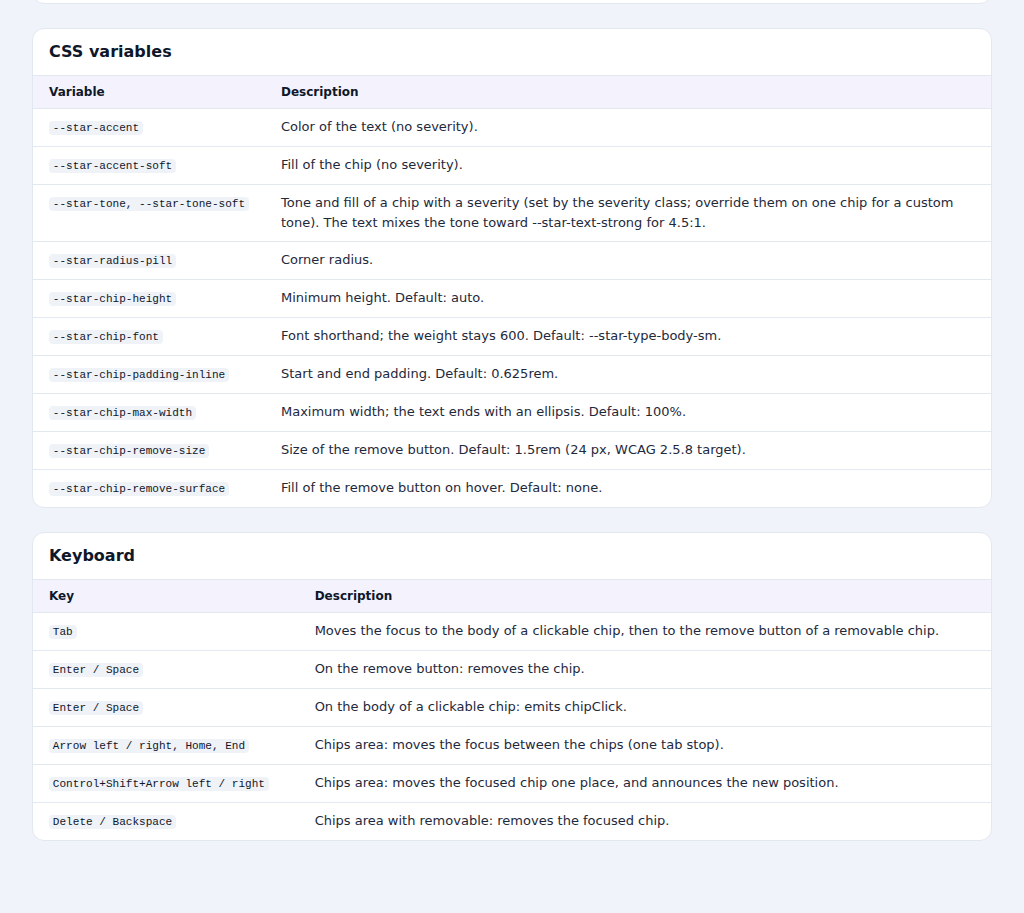 CSS variables
Variable Description
--star-accent Color of the text (no severity).
--star-accent-soft Fill of the chip (no severity).
--star-tone, --star-tone-soft Tone and fill of a chip with a severity (set by the severity class; override them on one chip for a custom
tone). The text mixes the tone toward --star-text-strong for 4.5:1.
--star-radius-pill Corner radius.
--star-chip-height Minimum height. Default: auto.
--star-chip-font Font shorthand; the weight stays 600. Default: --star-type-body-sm.
--star-chip-padding-inline Start and end padding. Default: 0.625rem.
--star-chip-max-width Maximum width; the text ends with an ellipsis. Default: 100%.
--star-chip-remove-size Size of the remove button. Default: 1.5rem (24 px, WCAG 2.5.8 target).
--star-chip-remove-surface Fill of the remove button on hover. Default: none.
Keyboard
Key Description
Tab Moves the focus to the body of a clickable chip, then to the remove button of a removable chip.
Enter / Space On the remove button: removes the chip.
Enter / Space On the body of a clickable chip: emits chipClick.
Arrow left / right, Home, End Chips area: moves the focus between the chips (one tab stop).
Control+Shift+Arrow left / right Chips area: moves the focused chip one place, and announces the new position.
Delete / Backspace Chips area with removable: removes the focused chip.